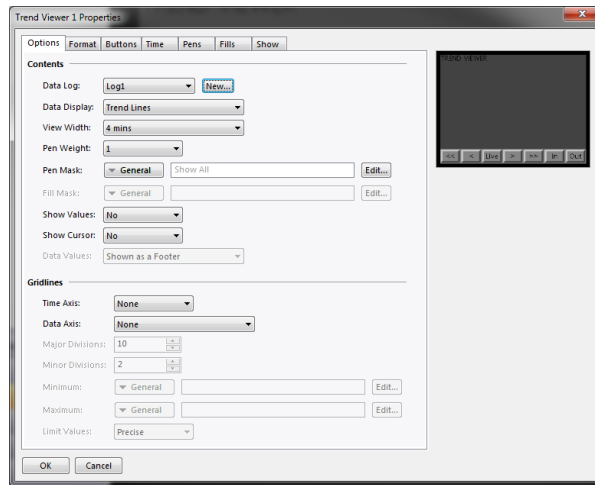 Trend Viewer 1 Properties
Options Format Buttons Time Pens Fills Show
Contents
Data Log: Log1 New...
Data Display: Trend Lines
View Width: 4 mins
Pen Weight: 1
Pen Mask: General Show All Edit...
Fill Mask: General Edit...
Show Values: No
Show Cursor: No
Data Values: Shown as a Footer
Gridlines
Time Axis: None
Data Axis: None
Major Divisions: 10
Minor Divisions: 2
Minimum: General Edit...
Maximum: General Edit...
Limit Values: Precise
OK Cancel
TREND VIEWER
<< < Live > >> In Out